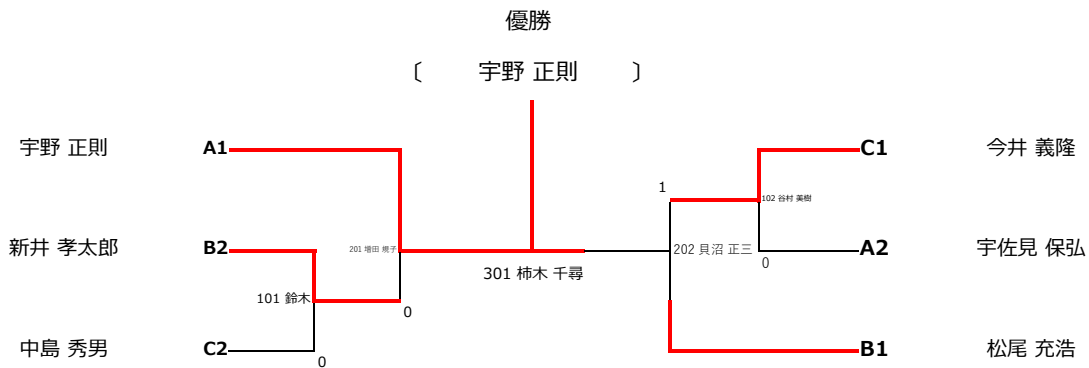 優勝
〔 宇野 正則 〕
宇野 正則 A1
C1 今井 義隆
1
102 谷村 美樹
新井 孝太郎 B2
201 増田 規子
202 貝沼 正三
A2 宇佐見 保弘
0
301 柿木 千尋
101 鈴木
0
中島 秀男 C2
0
B1 松尾 充浩